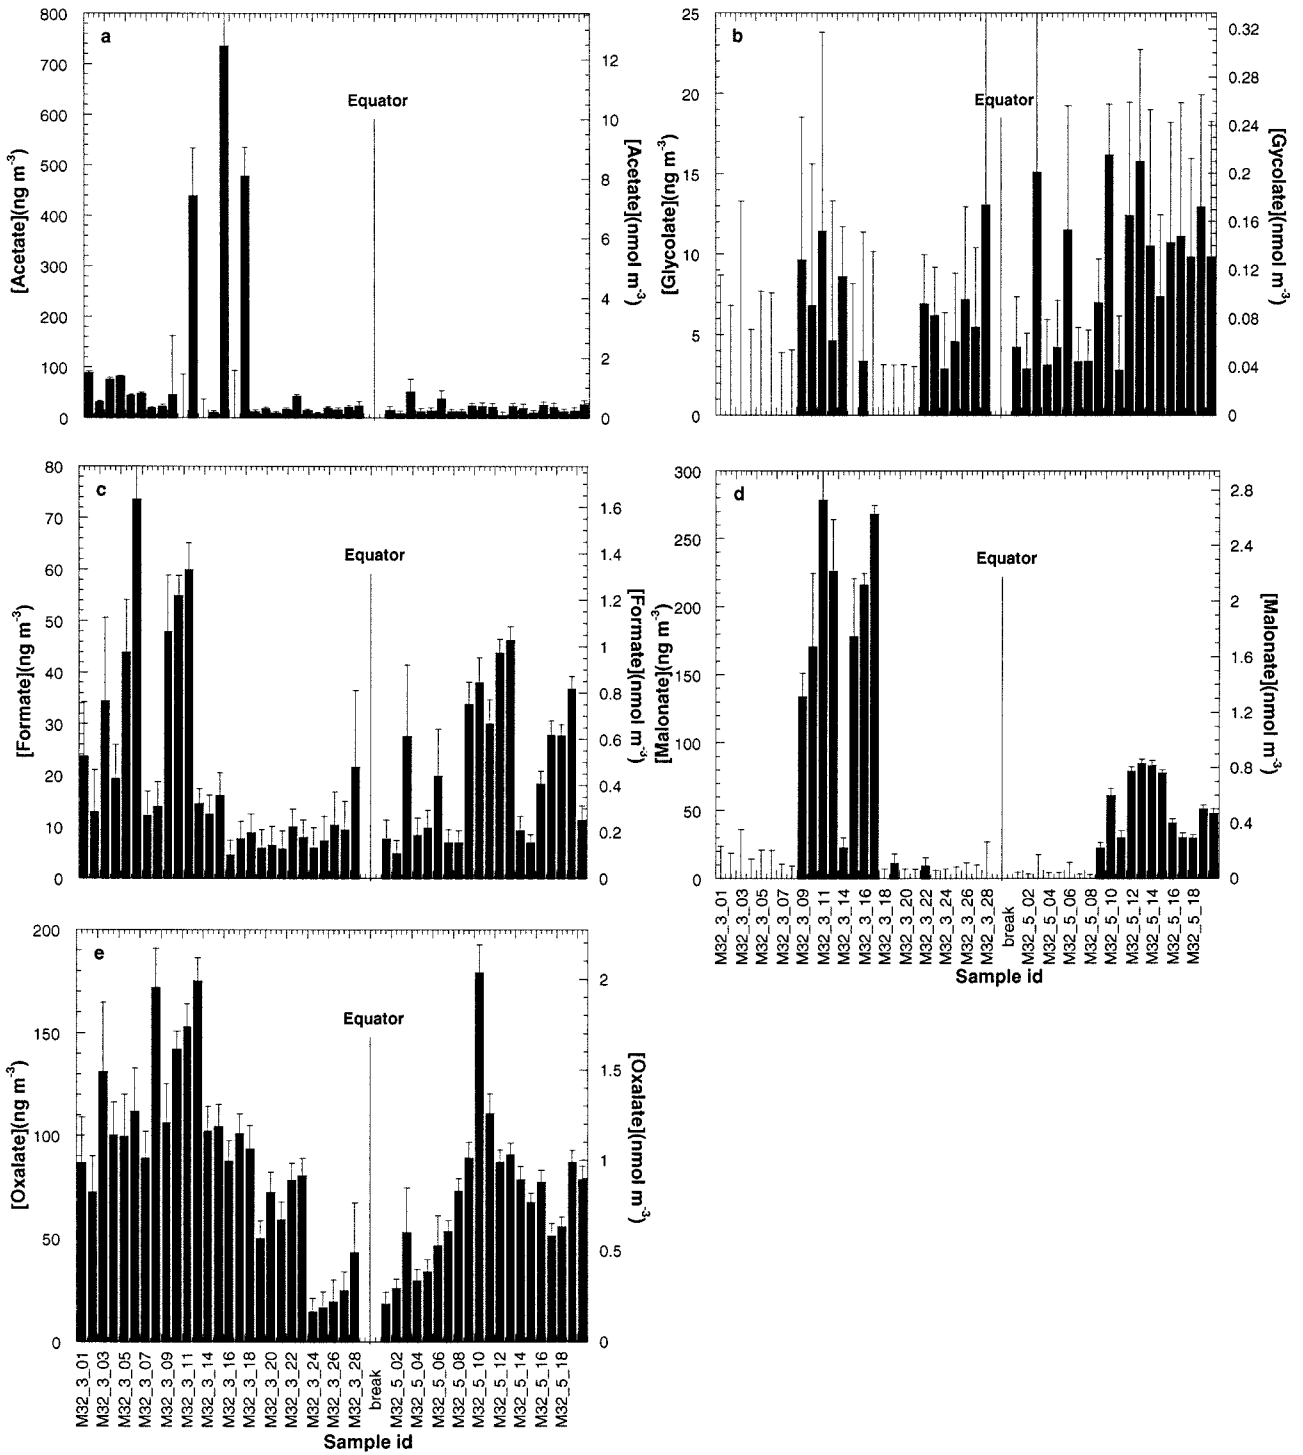 a
Equator
[Acetate](ng m-3)
800
700
600
500
400
300
200
100
0
12
10
8
6
4
2
0
[Acetate](nmol m-3)
b
Equator
[Glycolate](ng m-3)
25
20
15
10
5
0
0.32
0.28
0.24
0.2
0.16
0.12
0.08
0.04
0
[Gycolate](nmol m-3)
c
Equator
[Formate](ng m-3)
80
70
60
50
40
30
20
10
0
1.6
1.4
1.2
1
0.8
0.6
0.4
0.2
0
[Formate](nmol m-3)
d
Equator
[Malonate](ng m-3)
300
250
200
150
100
50
0
2.8
2.4
2
1.6
1.2
0.8
0.4
0
[Malonate](nmol m-3)
M32_3_01
M32_3_03
M32_3_05
M32_3_07
M32_3_09
M32_3_11
M32_3_14
M32_3_16
M32_3_18
M32_3_20
M32_3_22
M32_3_24
M32_3_26
M32_3_28
break
M32_5_02
M32_5_04
M32_5_06
M32_5_08
M32_5_10
M32_5_12
M32_5_14
M32_5_16
M32_5_18
Sample id
e
Equator
[Oxalate](ng m-3)
200
150
100
50
0
2
1.5
1
0.5
0
[Oxalate](nmol m-3)
M32_3_01
M32_3_03
M32_3_05
M32_3_07
M32_3_09
M32_3_11
M32_3_14
M32_3_16
M32_3_18
M32_3_20
M32_3_22
M32_3_24
M32_3_26
M32_3_28
break
M32_5_02
M32_5_04
M32_5_06
M32_5_08
M32_5_10
M32_5_12
M32_5_14
M32_5_16
M32_5_18
Sample id